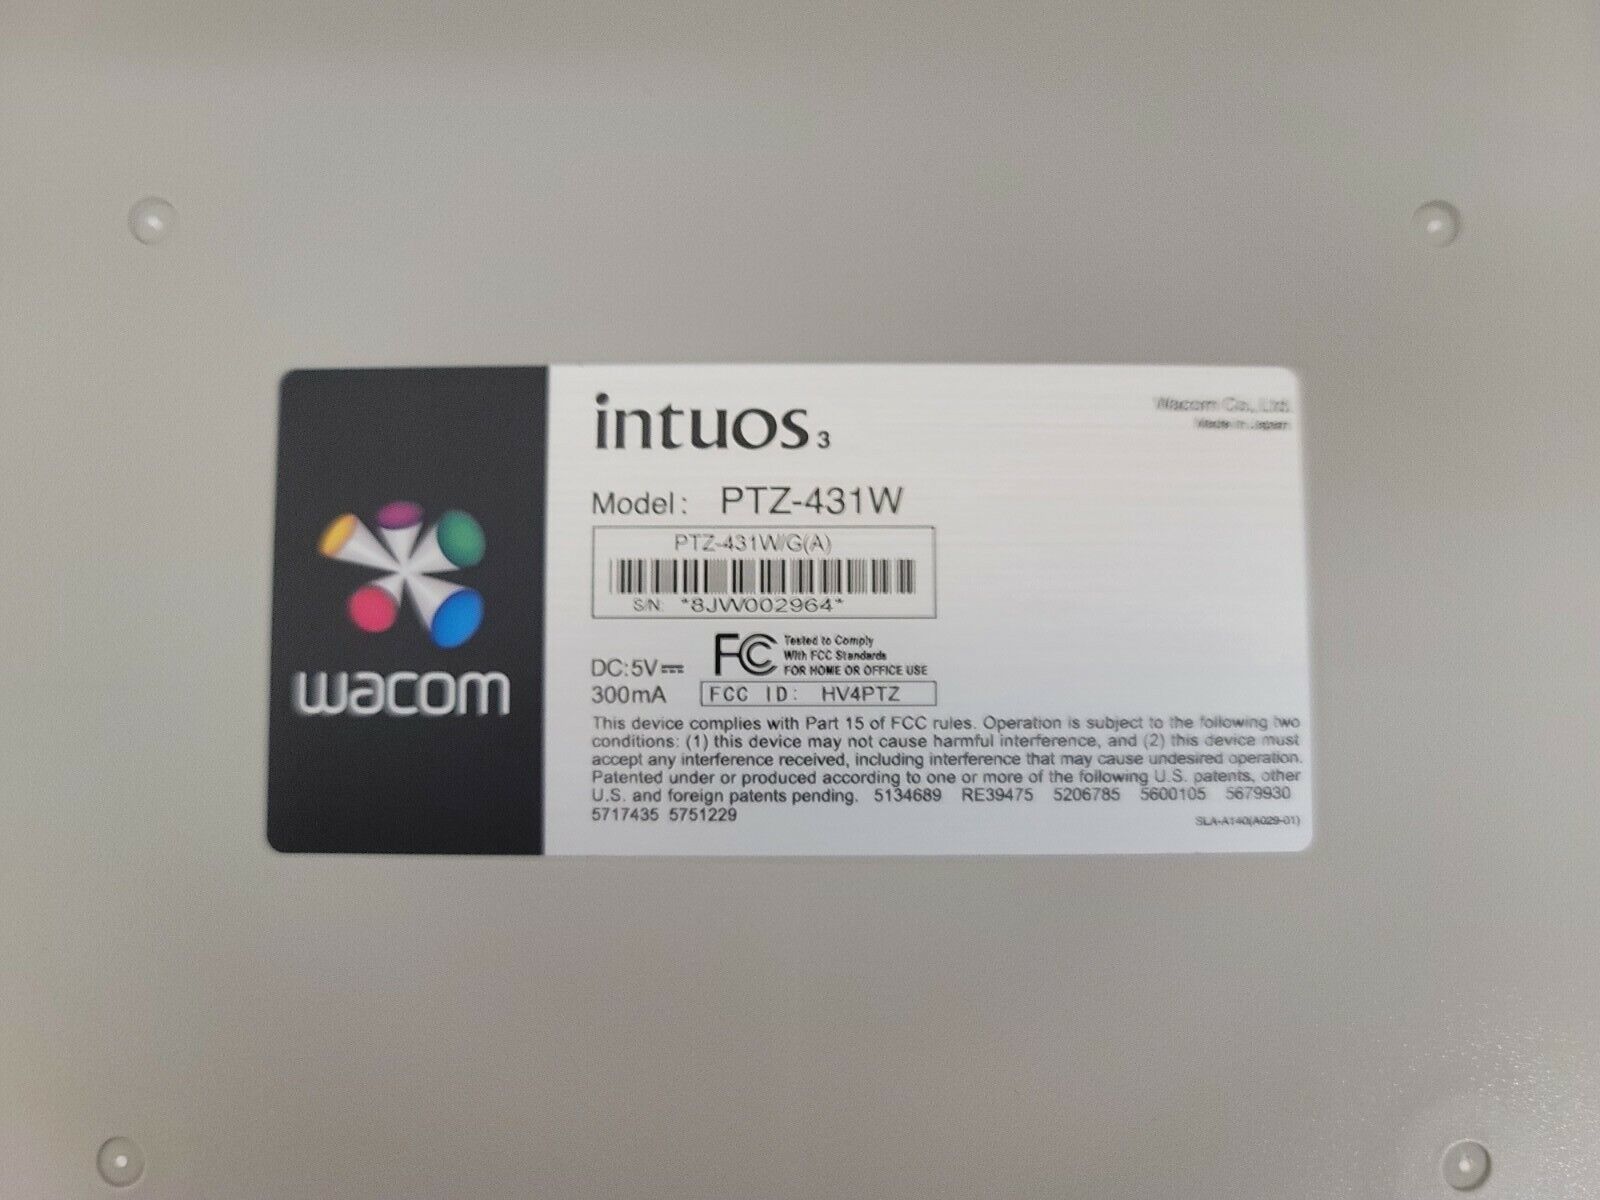 intuos3
Wacom Co., Ltd.
Made in Japan
Model: PTZ-431W
PTZ-431W/G(A)
S/N: *8JW002964*
DC:5V⎓
300mA
FC Tested to Comply
With FCC Standards
FOR HOME OR OFFICE USE
FCC ID: HV4PTZ
wacom
This device complies with Part 15 of FCC rules. Operation is subject to the following two
conditions: (1) this device may not cause harmful interference, and (2) this device must
accept any interference received, including interference that may cause undesired operation.
Patented under or produced according to one or more of the following U.S. patents, other
U.S. and foreign patents pending. 5134689 RE39475 5206785 5600105 5679930
5717435 5751229
SLA-A140(A029-01)